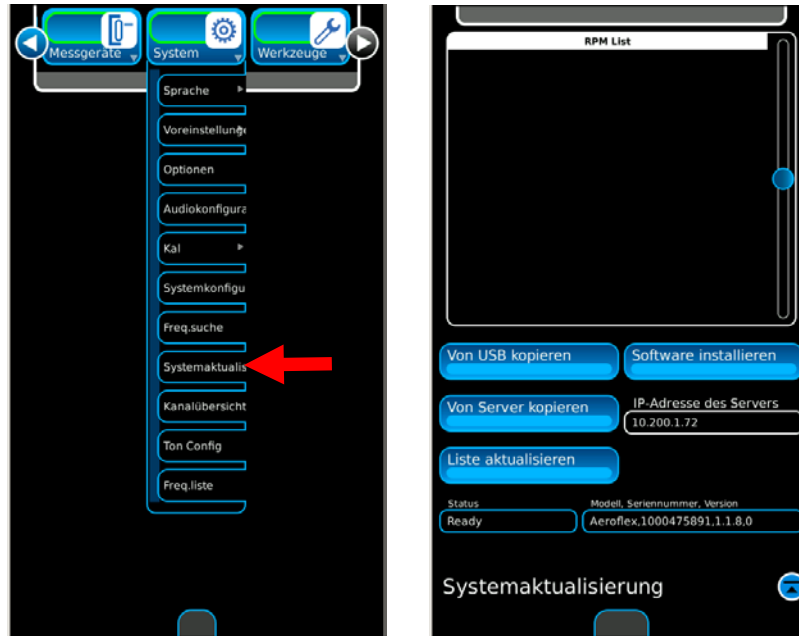 Messgeräte
System
Werkzeuge
Sprache
Voreinstellunge
Optionen
Audiokonfigura
Kal
Systemkonfigu
Freq.suche
Systemaktualis
Kanalübersicht
Ton Config
Freq.liste
RPM List
Von USB kopieren
Software installieren
Von Server kopieren
IP-Adresse des Servers
10.200.1.72
Liste aktualisieren
Status
Modell, Seriennummer, Version
Ready
Aeroflex,1000475891,1.1.8,0
Systemaktualisierung